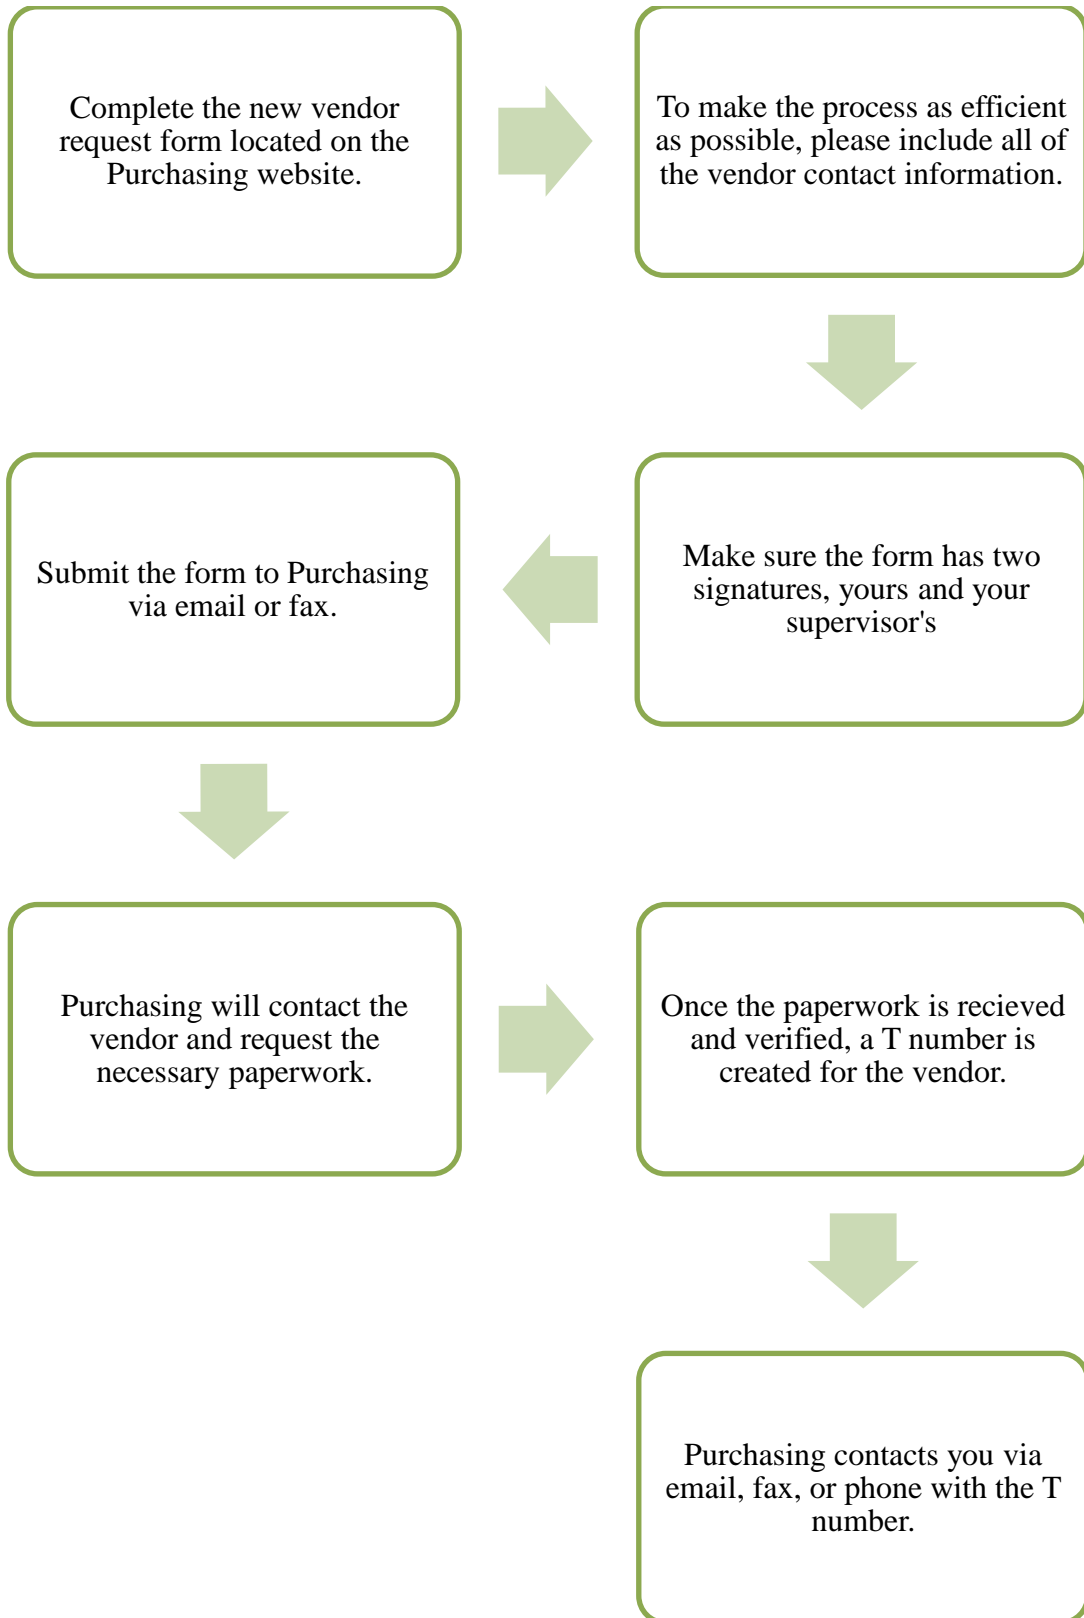 Complete the new vendor
request form located on the
Purchasing website.
To make the process as efficient
as possible, please include all of
the vendor contact information.
Make sure the form has two
signatures, yours and your
supervisor's
Submit the form to Purchasing
via email or fax.
Purchasing will contact the
vendor and request the
necessary paperwork.
Once the paperwork is recieved
and verified, a T number is
created for the vendor.
Purchasing contacts you via
email, fax, or phone with the T
number.